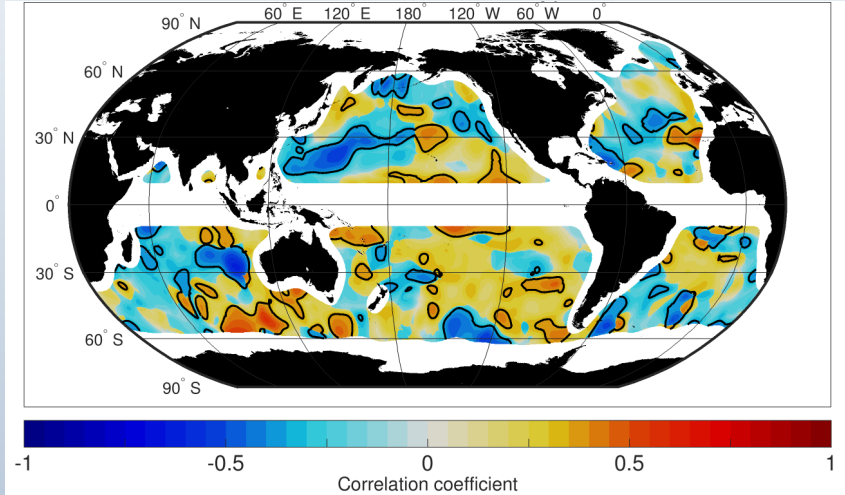 60° E 120° E 180° 120° W 60° W 0°
90° N
60° N
30° N
0°
30° S
60° S
90° S
-1 -0.5 0 0.5 1
Correlation coefficient